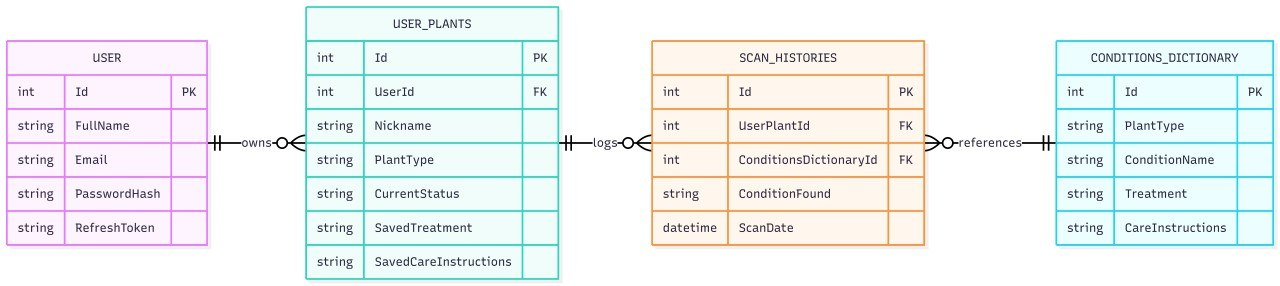 USER
int Id PK
string FullName
string Email
string PasswordHash
string RefreshToken
owns
USER_PLANTS
int Id PK
int UserId FK
string Nickname
string PlantType
string CurrentStatus
string SavedTreatment
string SavedCareInstructions
logs
SCAN_HISTORIES
int Id PK
int UserPlantId FK
int ConditionsDictionaryId FK
string ConditionFound
datetime ScanDate
references
CONDITIONS_DICTIONARY
int Id PK
string PlantType
string ConditionName
string Treatment
string CareInstructions